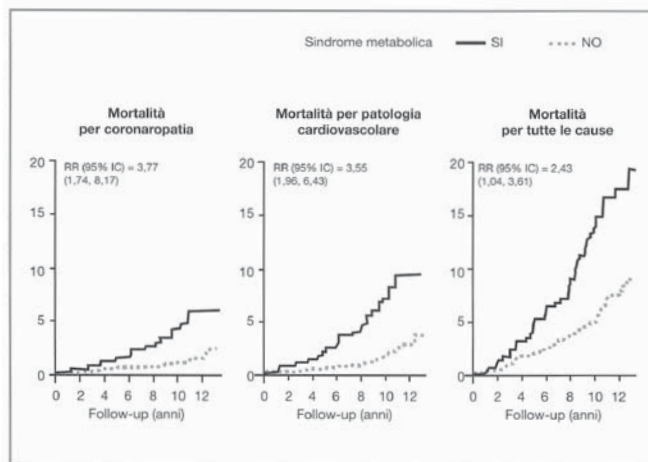 Sindrome metabolica SI NO
Mortalità
per coronaropatia
RR (95% IC) = 3,77
(1,74, 8,17)
20
15
10
5
0
0 2 4 6 8 10 12
Follow-up (anni)
Mortalità per patologia
cardiovascolare
RR (95% IC) = 3,55
(1,96, 6,43)
20
15
10
5
0
0 2 4 6 8 10 12
Follow-up (anni)
Mortalità
per tutte le cause
RR (95% IC) = 2,43
(1,04, 3,61)
20
15
10
5
0
0 2 4 6 8 10 12
Follow-up (anni)